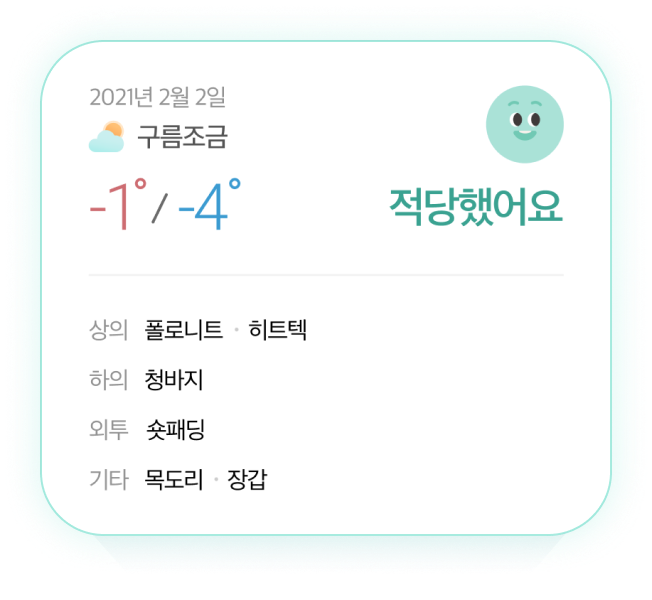 2021년 2월 2일
구름조금
-1° / -4°
적당했어요
상의 폴로니트 · 히트텍
하의 청바지
외투 숏패딩
기타 목도리 · 장갑